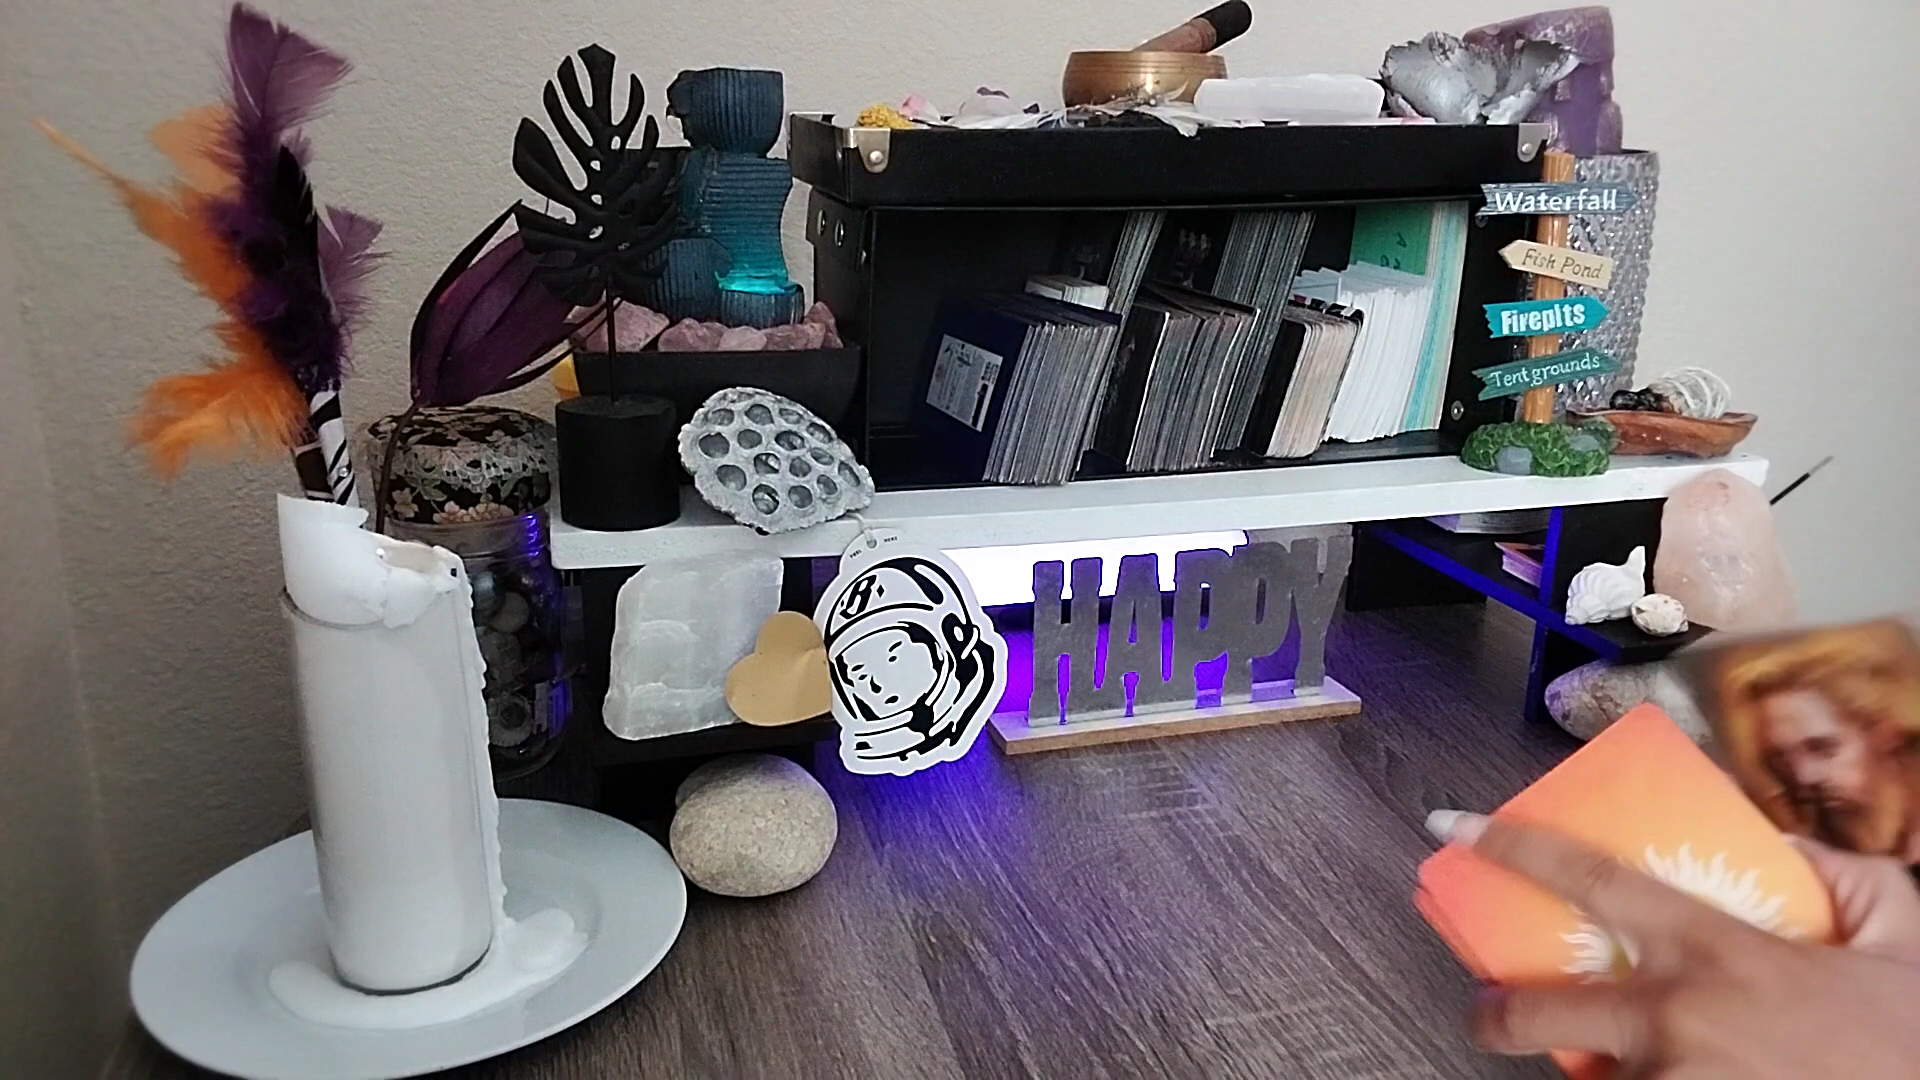 Waterfall
Fish Pond
Firepits
Tent grounds
B
HAPPY